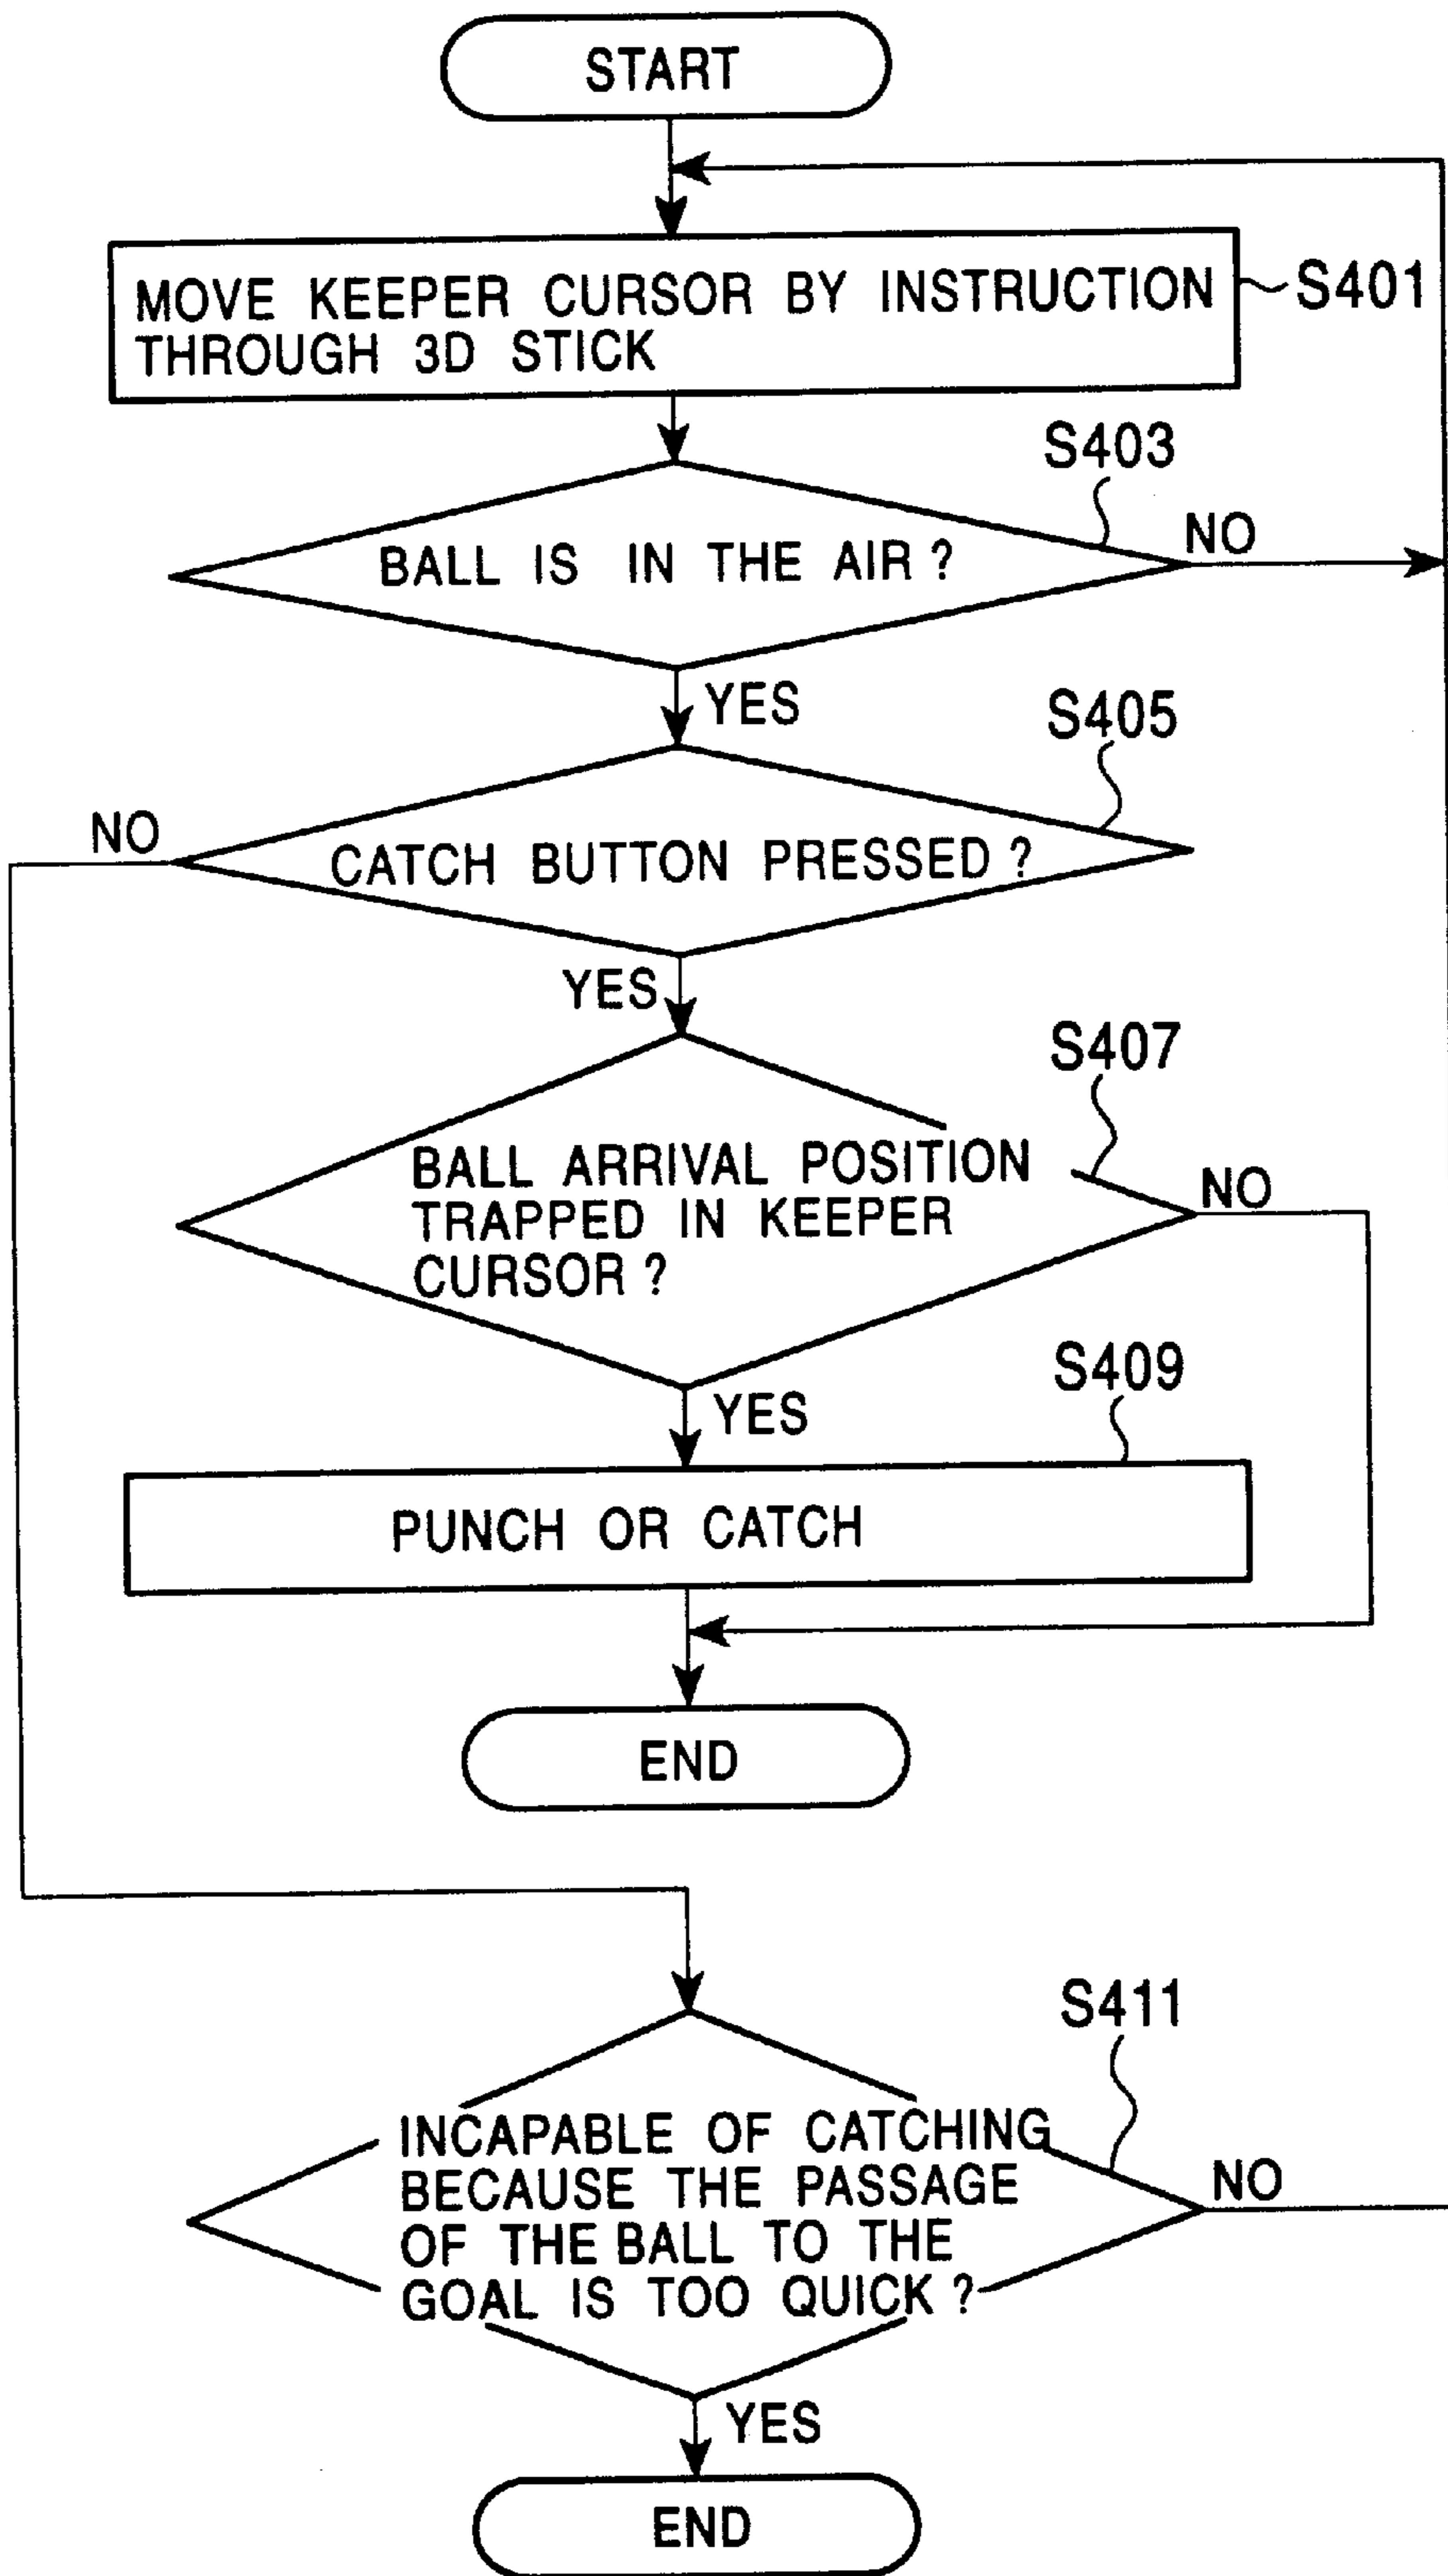 START
MOVE KEEPER CURSOR BY INSTRUCTION
THROUGH 3D STICK
S401
S403
BALL IS IN THE AIR ?
NO
YES
S405
NO
CATCH BUTTON PRESSED ?
YES
S407
BALL ARRIVAL POSITION
TRAPPED IN KEEPER
CURSOR ?
NO
S409
YES
PUNCH OR CATCH
END
S411
INCAPABLE OF CATCHING
BECAUSE THE PASSAGE
OF THE BALL TO THE
GOAL IS TOO QUICK ?
NO
YES
END